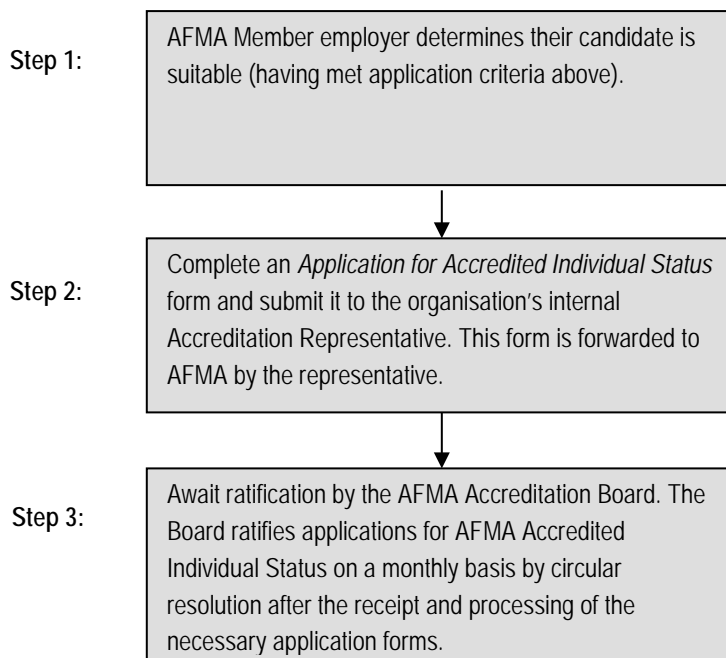 Step 1:
AFMA Member employer determines their candidate is
suitable (having met application criteria above).
Step 2:
Complete an Application for Accredited Individual Status
form and submit it to the organisation's internal
Accreditation Representative. This form is forwarded to
AFMA by the representative.
Step 3:
Await ratification by the AFMA Accreditation Board. The
Board ratifies applications for AFMA Accredited
Individual Status on a monthly basis by circular
resolution after the receipt and processing of the
necessary application forms.